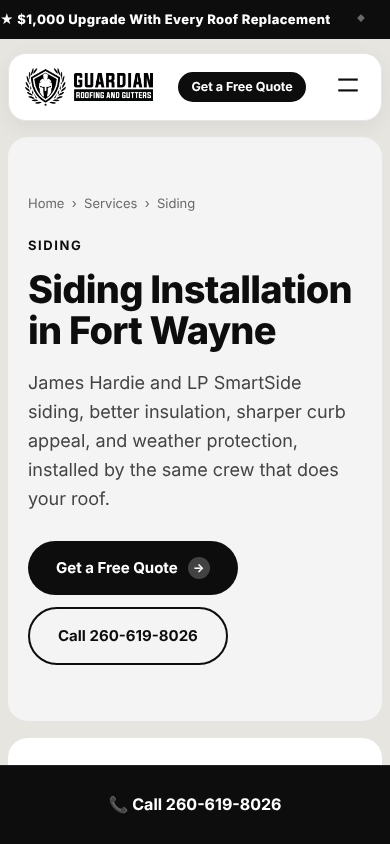 ★ $1,000 Upgrade With Every Roof Replacement ◆
GUARDIAN
ROOFING AND GUTTERS
Get a Free Quote
Home › Services › Siding
SIDING
Siding Installation
in Fort Wayne
James Hardie and LP SmartSide
siding, better insulation, sharper curb
appeal, and weather protection,
installed by the same crew that does
your roof.
Get a Free Quote →
Call 260-619-8026
📞 Call 260-619-8026